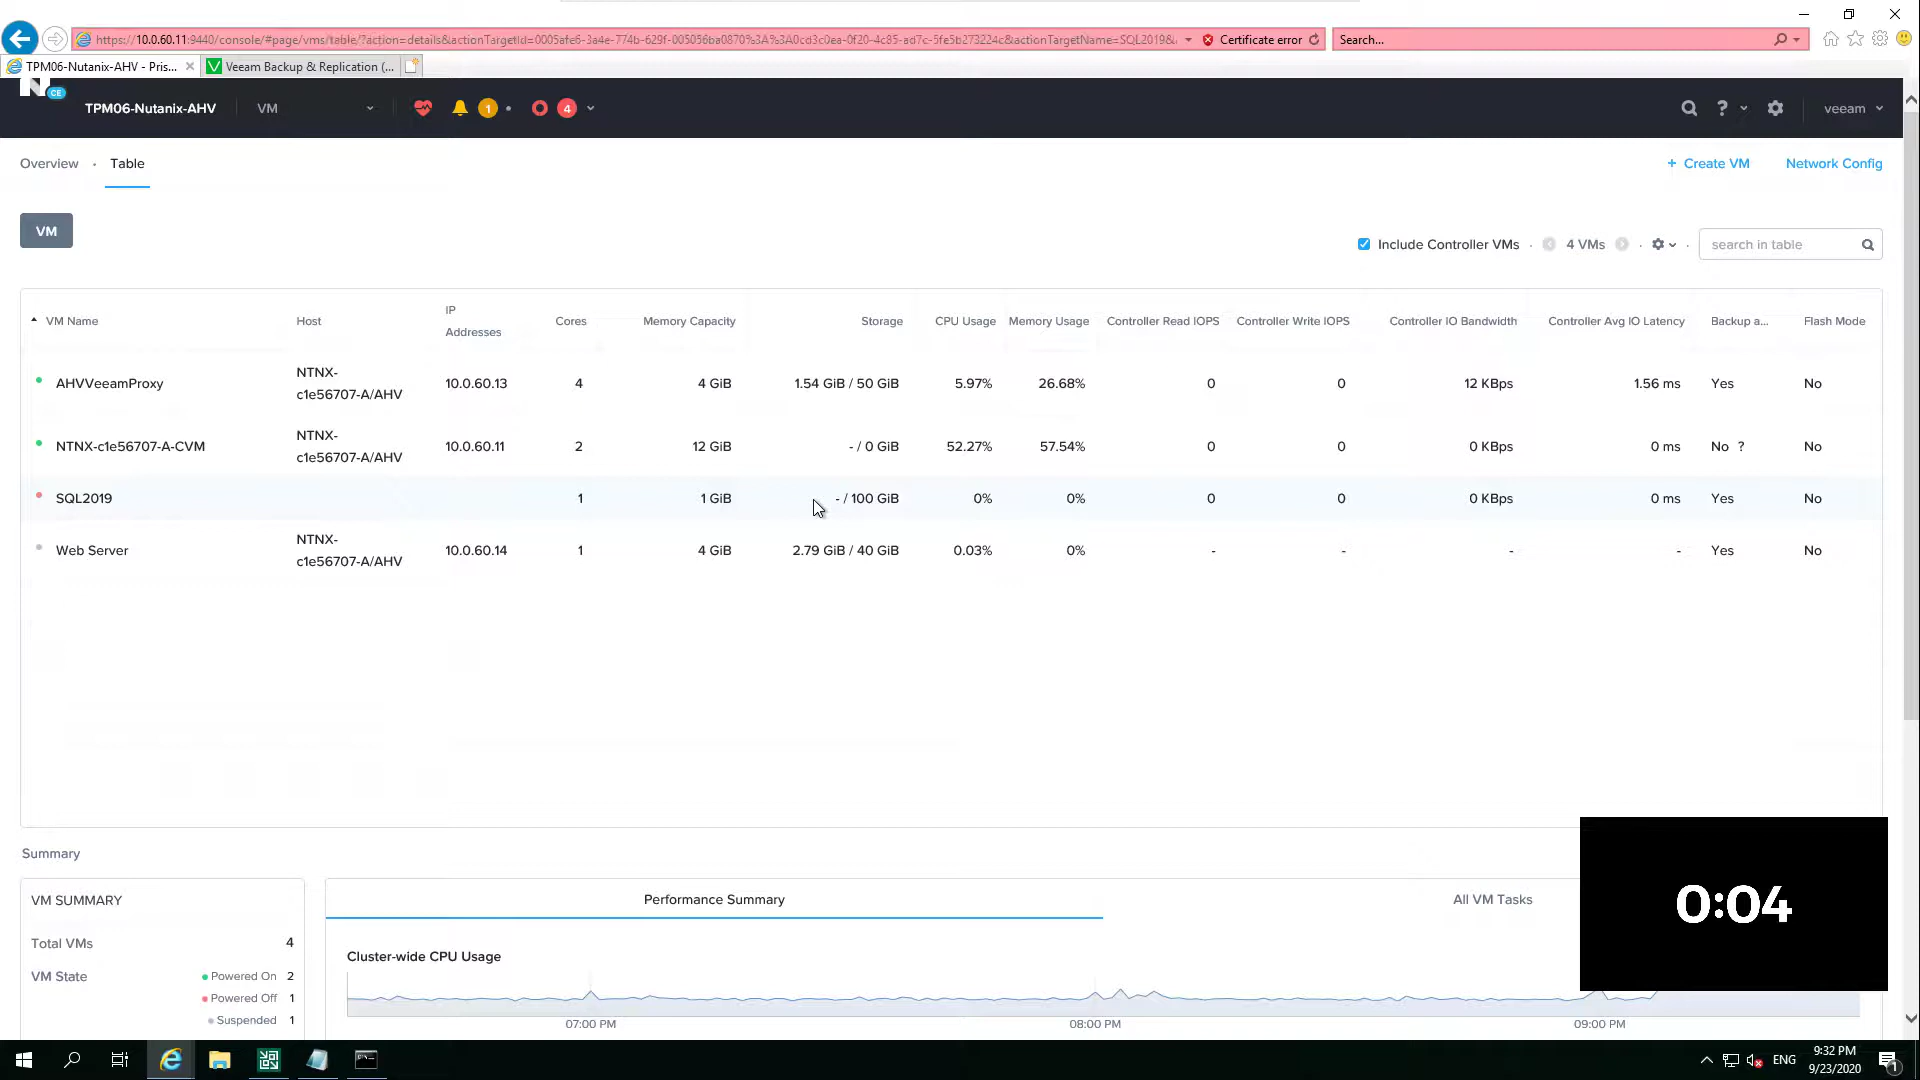 https://10.0.60.11:9440/console/#page/vms/table/?action=details&actionTargetId=0005afe6-3a4e-774b-629f-005056ba0870%3A%3A0cd3c0ea-0f20-4c85-ad7c-5fe5b273224c&actionTargetName=SQL2019&
Certificate error
Search...
TPM06-Nutanix-AHV - Pris...
Veeam Backup & Replication (...
CE
TPM06-Nutanix-AHV
VM
1
4
?
veeam
Overview
Table
+ Create VM
Network Config
VM
Include Controller VMs
4 VMs
search in table
VM Name
Host
IP Addresses
Cores
Memory Capacity
Storage
CPU Usage
Memory Usage
Controller Read IOPS
Controller Write IOPS
Controller IO Bandwidth
Controller Avg IO Latency
Backup a...
Flash Mode
AHVVeeamProxy
NTNX-c1e56707-A/AHV
10.0.60.13
4
4 GiB
1.54 GiB / 50 GiB
5.97%
26.68%
0
0
12 KBps
1.56 ms
Yes
No
NTNX-c1e56707-A-CVM
NTNX-c1e56707-A/AHV
10.0.60.11
2
12 GiB
- / 0 GiB
52.27%
57.54%
0
0
0 KBps
0 ms
No ?
No
SQL2019
1
1 GiB
- / 100 GiB
0%
0%
0
0
0 KBps
0 ms
Yes
No
Web Server
NTNX-c1e56707-A/AHV
10.0.60.14
1
4 GiB
2.79 GiB / 40 GiB
0.03%
0%
-
-
-
-
Yes
No
Summary
VM SUMMARY
Total VMs 4
VM State
Powered On 2
Powered Off 1
Suspended 1
Performance Summary
All VM Tasks
Cluster-wide CPU Usage
07:00 PM
08:00 PM
09:00 PM
0:04
ENG
9:32 PM
9/23/2020
1